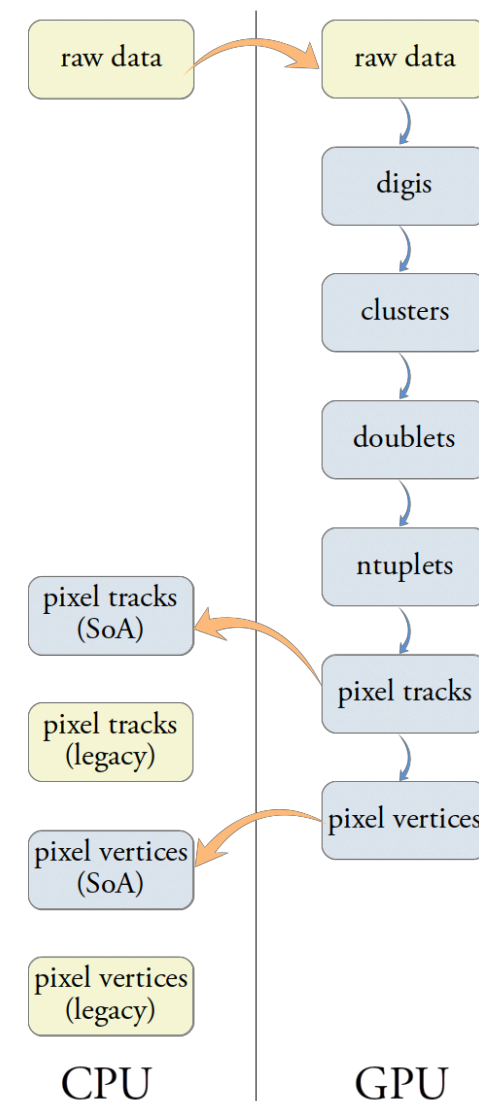 raw data
raw data
digis
clusters
doublets
ntuplets
pixel tracks
(SoA)
pixel tracks
pixel tracks
(legacy)
pixel vertices
pixel vertices
(SoA)
pixel vertices
(legacy)
CPU
GPU